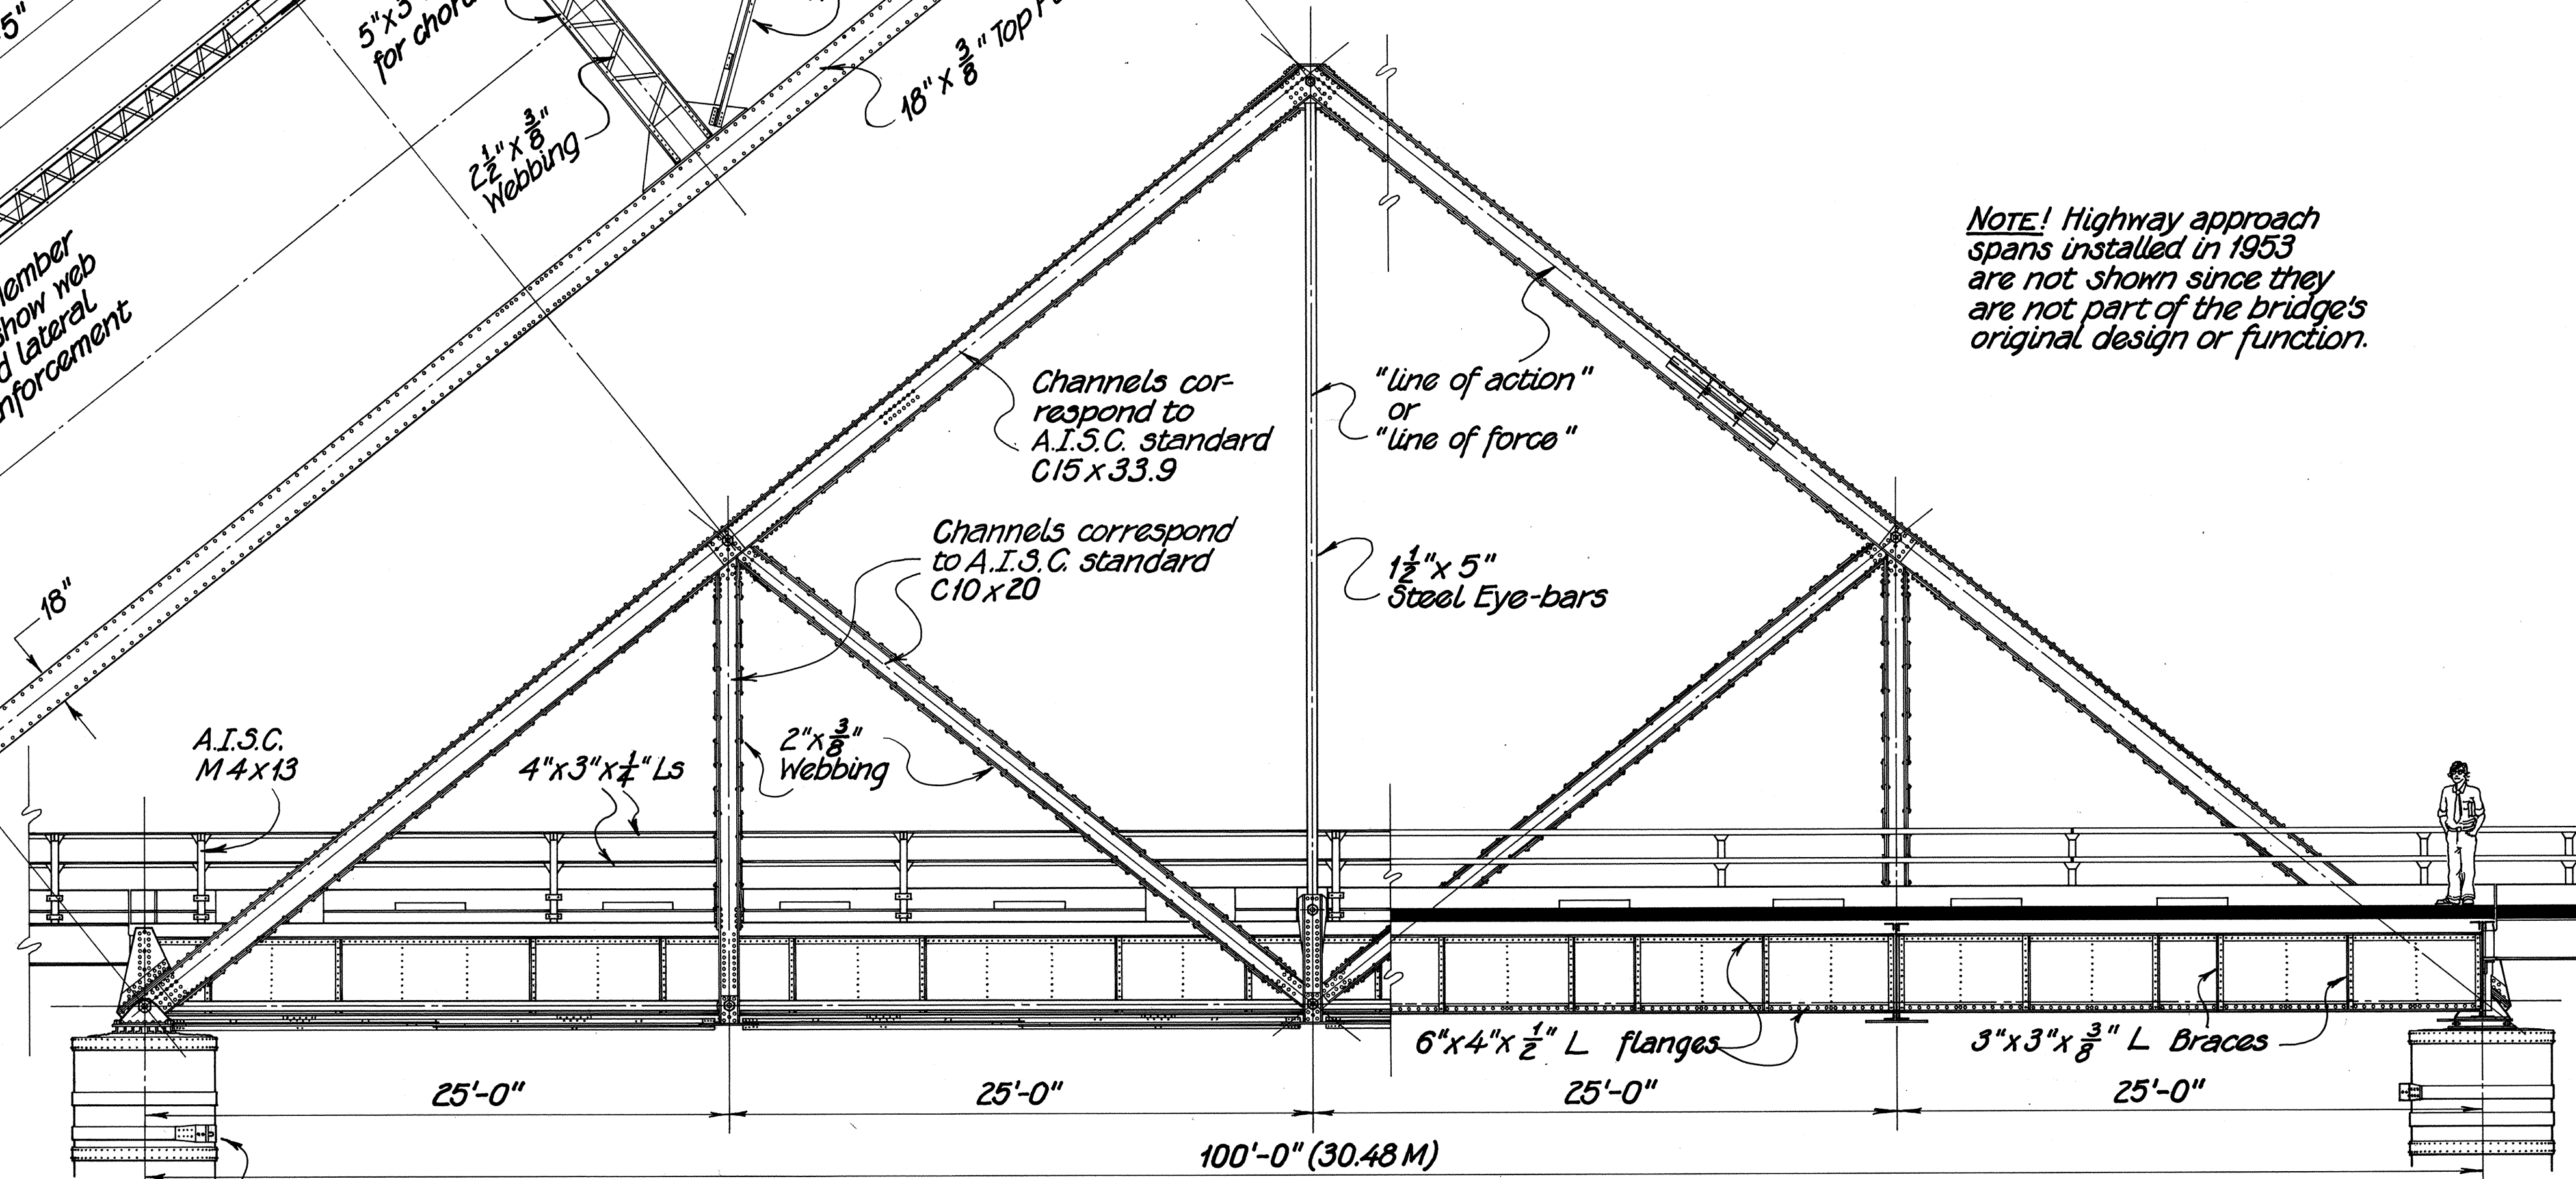 5"
5"x3
for chord
2 1/2" x 3/8"
Webbing
18" x 3/8" Top
show web
lateral
18"
NOTE! Highway approach
spans installed in 1953
are not shown since they
are not part of the bridge's
original design or function.
Channels cor-
respond to
A.I.S.C. standard
C15 x 33.9
"line of action"
or
"line of force"
Channels correspond
to A.I.S.C. standard
C10 x 20
1 1/2" x 5"
Steel Eye-bars
A.I.S.C.
M 4 x 13
4" x 3" x 1/4" Ls
2" x 3/8"
Webbing
6" x 4" x 1/2" L flanges
3" x 3" x 3/8" L Braces
25'-0"
25'-0"
25'-0"
25'-0"
100'-0" (30.48 M)